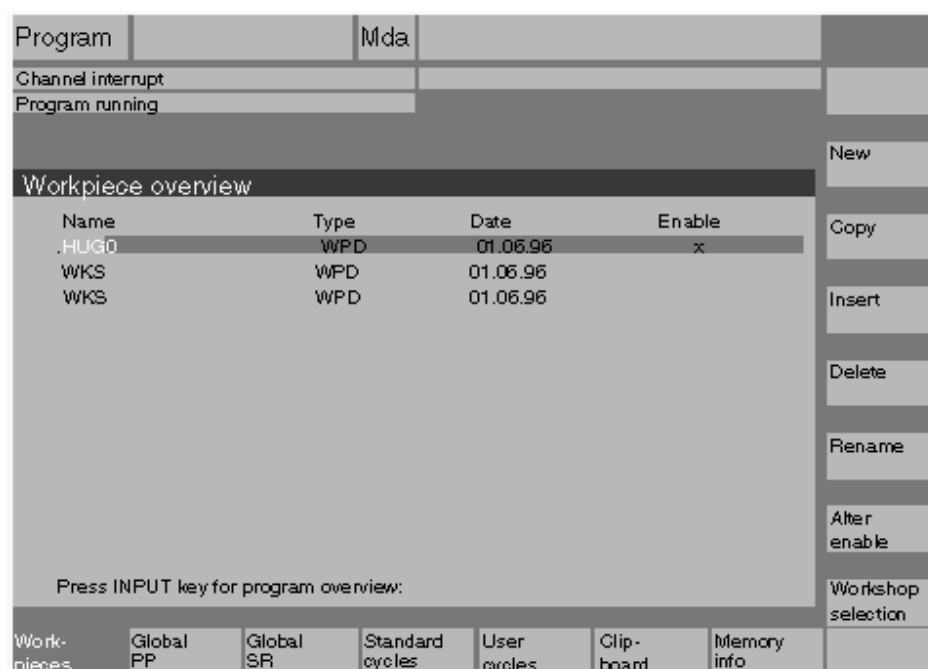 Program Mda
Channel interrupt
Program running
New
Workpiece overview
Name Type Date Enable
Copy
.HUGO WPD 01.06.96 x
WKS WPD 01.06.96
WKS WPD 01.06.96
Insert
Delete
Rename
Alter
enable
Press INPUT key for program overview:
Workshop
selection
Work- Global Global Standard User Clip- Memory
pieces PP SR cycles cycles board info